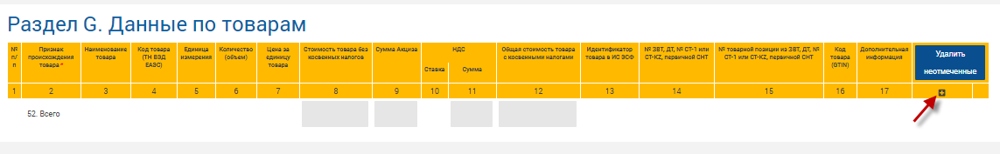 Раздел G. Данные по товарам
№ п/п
Признак происхождения товара *
Наименование товара
Код товара (ТН ВЭД ЕАЭС)
Единица измерения
Количество (объем)
Цена за единицу товара
Стоимость товара без косвенных налогов
Сумма Акциза
НДС
Ставка
Сумма
Общая стоимость товара с косвенными налогами
Идентификатор товара в ИС ЭСФ
№ ЗВТ, ДТ, № СТ-1 или СТ-KZ, первичной СНТ
№ товарной позиции из ЗВТ, ДТ, № СТ-1 или СТ-KZ, первичной СНТ
Код товара (GTIN)
Дополнительная информация
Удалить
неотмеченные
1 2 3 4 5 6 7 8 9 10 11 12 13 14 15 16 17
52. Всего